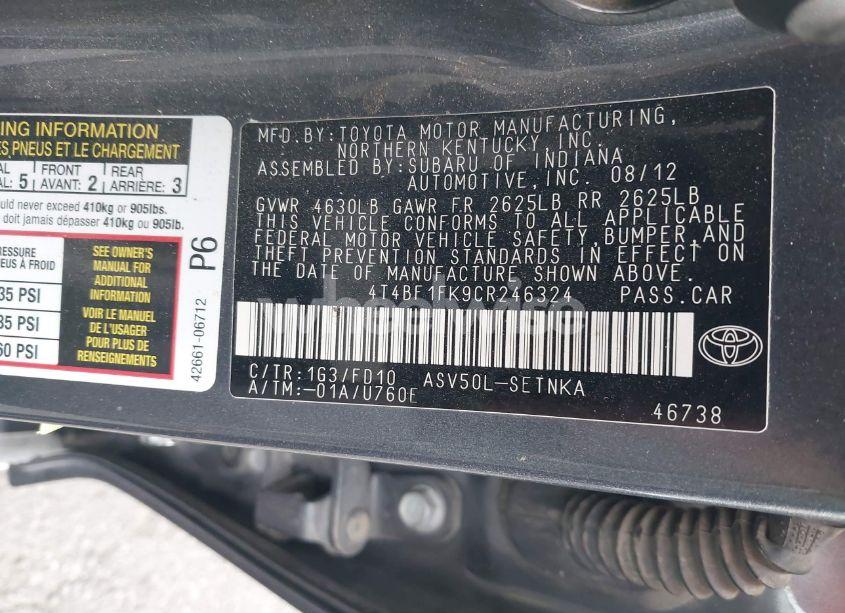 ING INFORMATION
ES PNEUS ET LE CHARGEMENT
AL : 5 FRONT AVANT: 2 REAR ARRIÈRE: 3
ould never exceed 410kg or 905lbs.
doit jamais dépasser 410kg ou 905lb.
RESSURE
EUS À FROID
35 PSI
35 PSI
60 PSI
SEE OWNER'S
MANUAL FOR
ADDITIONAL
INFORMATION
VOIR LE MANUEL
DE L'USAGER
POUR PLUS DE
RENSEIGNEMENTS
P6
42661-06712
MFD.BY:TOYOTA MOTOR MANUFACTURING,
NORTHERN KENTUCKY,INC.
ASSEMBLED BY:SUBARU OF INDIANA
AUTOMOTIVE,INC. 08/12
GVWR 4630LB GAWR FR 2625LB RR 2625LB
THIS VEHICLE CONFORMS TO ALL APPLICABLE
FEDERAL MOTOR VEHICLE SAFETY,BUMPER,AND
THEFT PREVENTION STANDARDS IN EFFECT ON
THE DATE OF MANUFACTURE SHOWN ABOVE.
4T4BF1FK9CR246324 PASS.CAR
wheelwise
C/TR:1G3/FD10 ASV50L-SETNKA
A/TM:-01A/U760E
46738